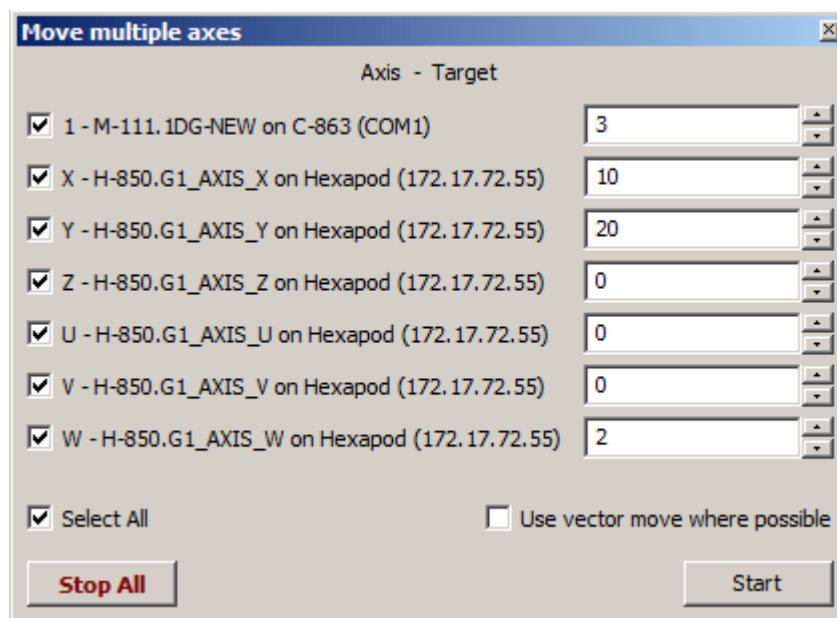 Move multiple axes
Axis - Target
1 - M-111.1DG-NEW on C-863 (COM1) 3
X - H-850.G1_AXIS_X on Hexapod (172.17.72.55) 10
Y - H-850.G1_AXIS_Y on Hexapod (172.17.72.55) 20
Z - H-850.G1_AXIS_Z on Hexapod (172.17.72.55) 0
U - H-850.G1_AXIS_U on Hexapod (172.17.72.55) 0
V - H-850.G1_AXIS_V on Hexapod (172.17.72.55) 0
W - H-850.G1_AXIS_W on Hexapod (172.17.72.55) 2
Select All Use vector move where possible
Stop All Start